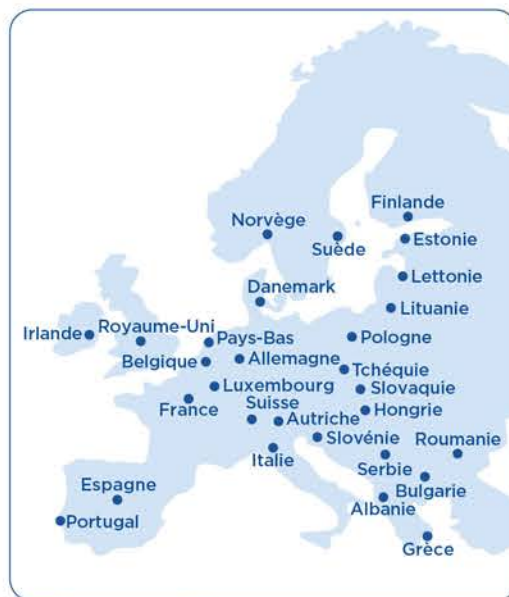 Finlande
Norvège
Suède
Estonie
Lettonie
Danemark
Lituanie
Irlande
Royaume-Uni
Pays-Bas
Pologne
Belgique
Allemagne
Tchéquie
Luxembourg
Slovaquie
France
Suisse
Hongrie
Autriche
Slovénie
Roumanie
Italie
Serbie
Espagne
Bulgarie
Albanie
Portugal
Grèce